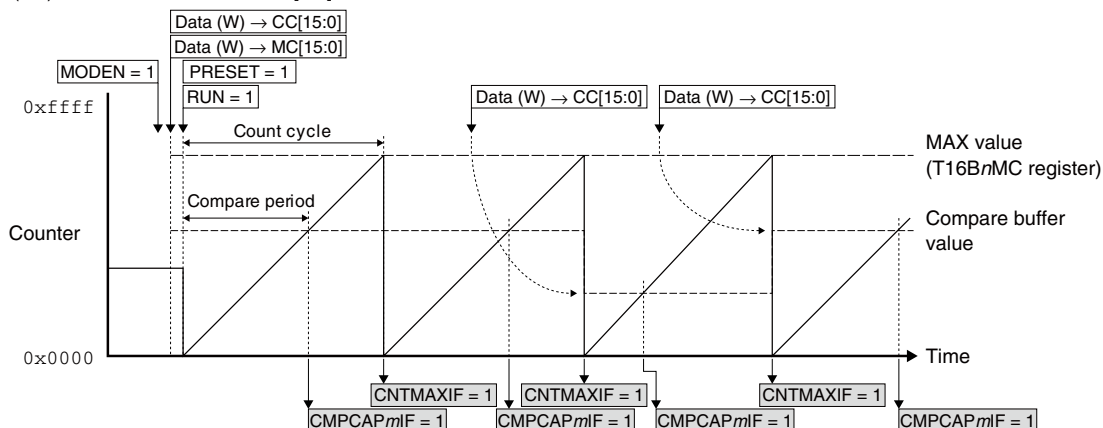 Data (W) → CC[15:0]
Data (W) → MC[15:0]
MODEN = 1
PRESET = 1
RUN = 1
Data (W) → CC[15:0]
Data (W) → CC[15:0]
0xffff
Count cycle
MAX value
(T16BnMC register)
Compare period
Compare buffer
value
Counter
0x0000
Time
CNTMAXIF = 1
CNTMAXIF = 1
CNTMAXIF = 1
CMPCAPmIF = 1
CMPCAPmIF = 1
CMPCAPmIF = 1
CMPCAPmIF = 1